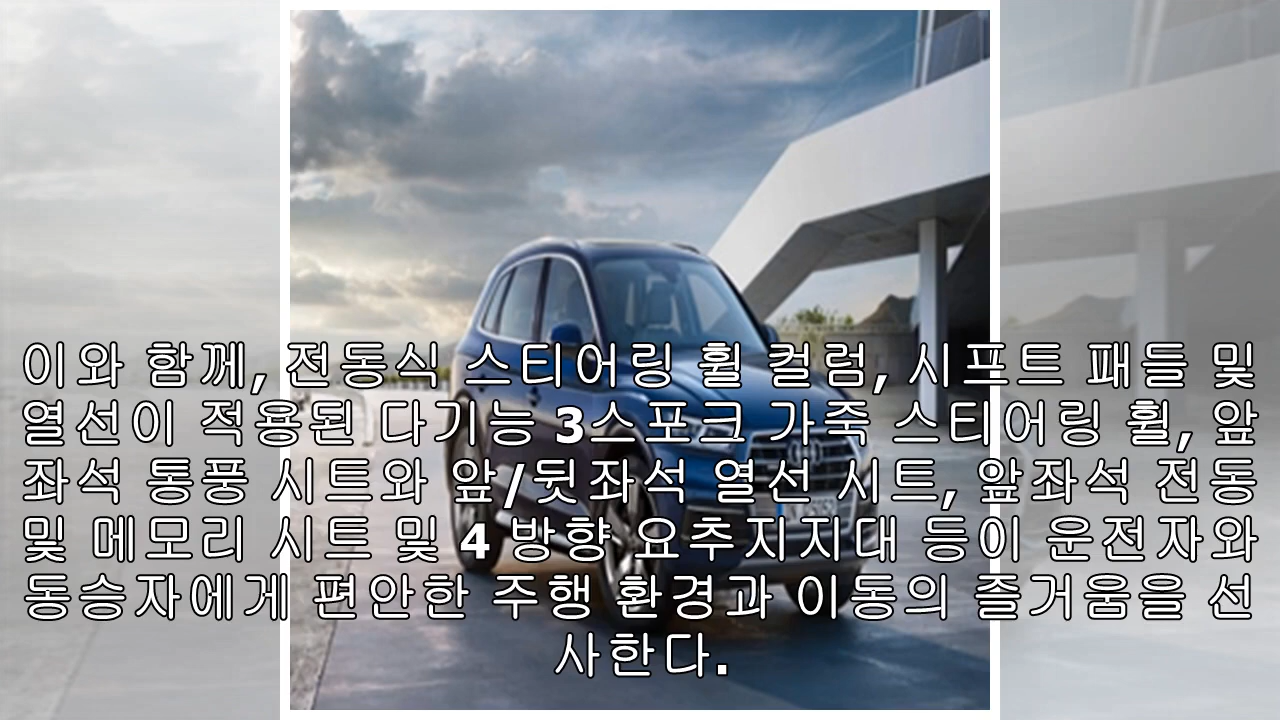 이와 함께, 전동식 스티어링 휠 컬럼, 시프트 패들 및
열선이 적용된 다기능 3스포크 가죽 스티어링 휠, 앞
좌석 통풍 시트와 앞/뒷좌석 열선 시트, 앞좌석 전동
및 메모리 시트 및 4 방향 요추지지대 등이 운전자와
동승자에게 편안한 주행 환경과 이동의 즐거움을 선
사한다.